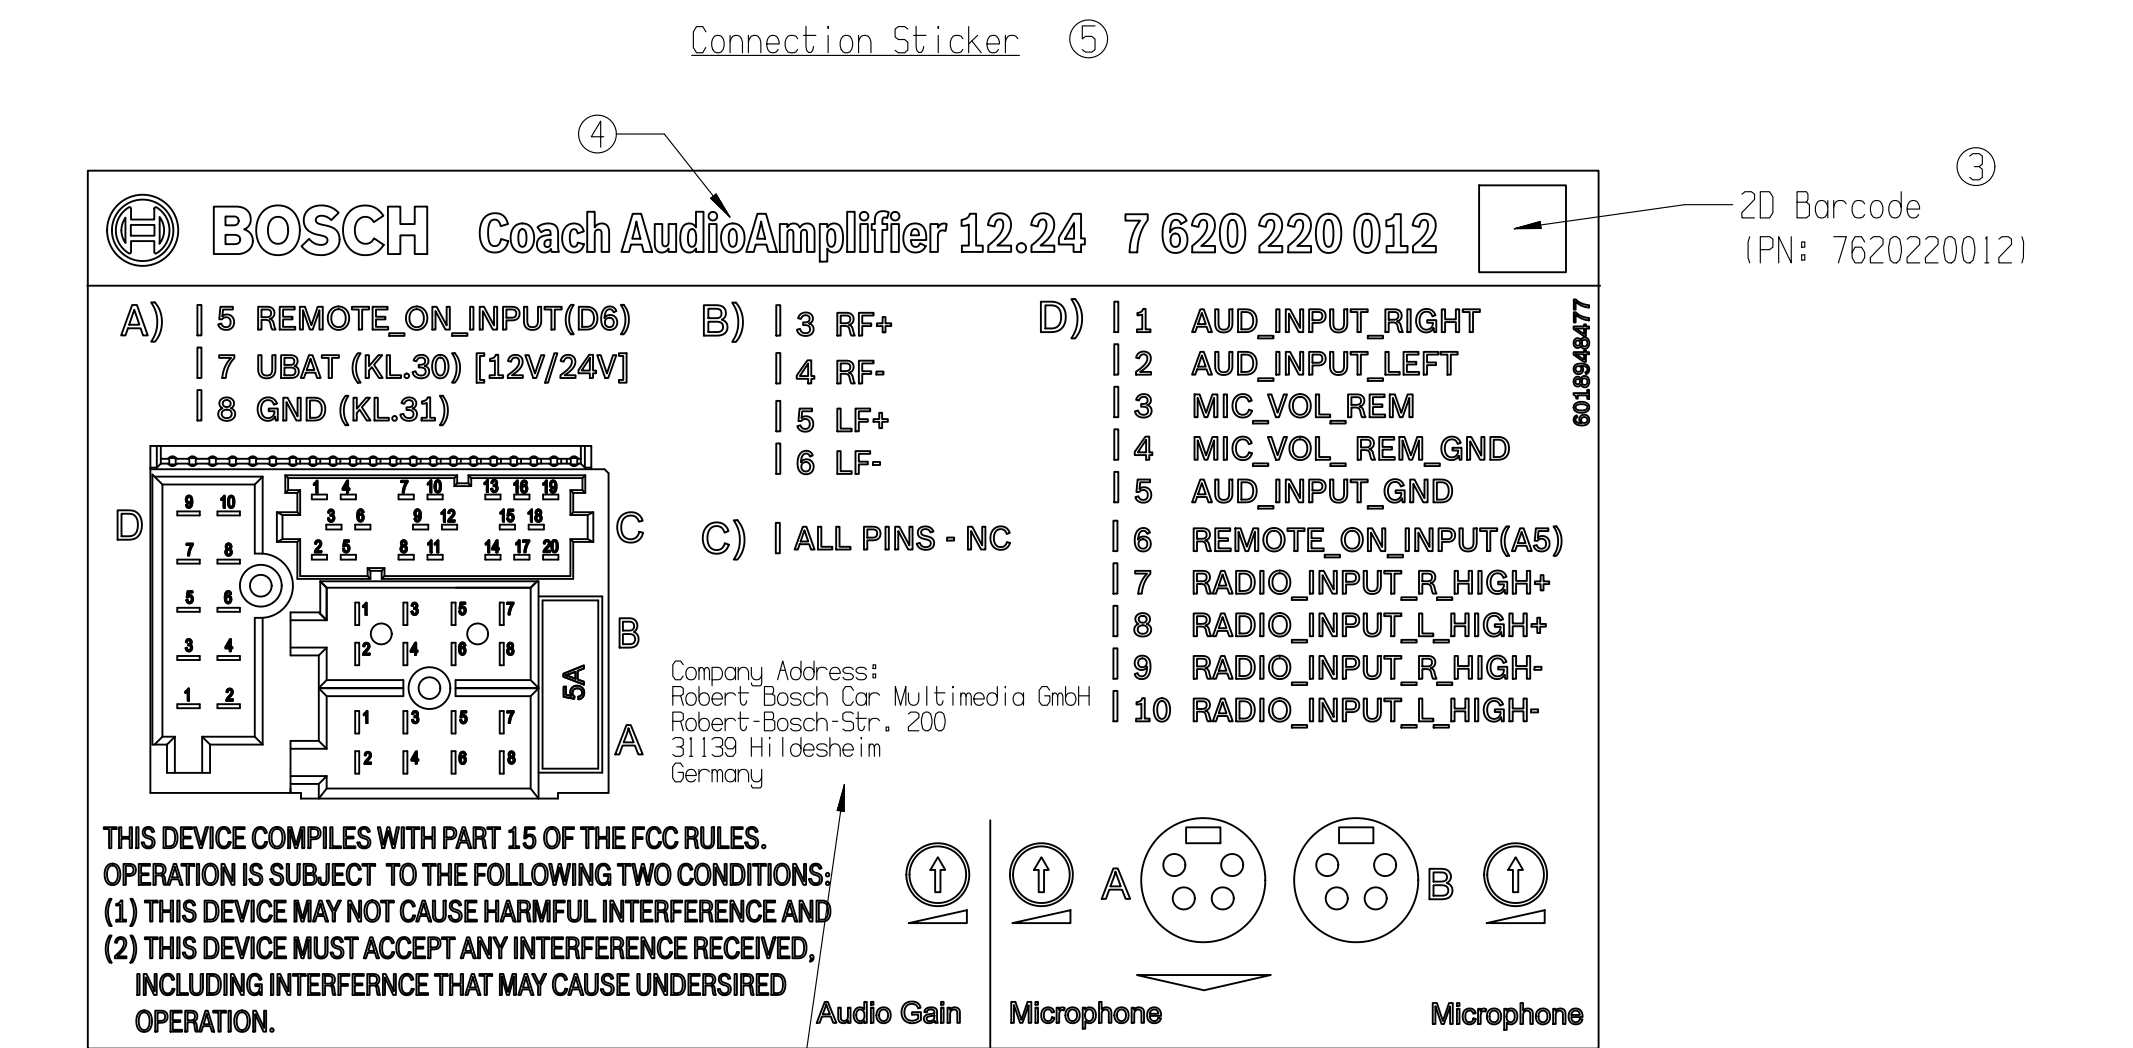 Connection Sticker 5
4
3
2D Barcode
(PN: 7620220012)
BOSCH Coach AudioAmplifier 12.24 7 620 220 012
A) 5 REMOTE_ON_INPUT(D6)
7 UBAT (KL.30) [12V/24V]
8 GND (KL.31)
B) 3 RF+
4 RF-
5 LF+
6 LF-
C) ALL PINS - NC
D) 1 AUD_INPUT_RIGHT
2 AUD_INPUT_LEFT
3 MIC_VOL_REM
4 MIC_VOL_ REM_GND
5 AUD_INPUT_GND
6 REMOTE_ON_INPUT(A5)
7 RADIO_INPUT_R_HIGH+
8 RADIO_INPUT_L_HIGH+
9 RADIO_INPUT_R_HIGH-
10 RADIO_INPUT_L_HIGH-
6018948477
D
9 10
7 8
5 6
3 4
1 2
1 4 7 10 13 16 19
3 6 9 12 15 18
2 5 8 11 14 17 20
C
1 3 5 7
2 4 6 8
B
1 3 5 7
2 4 6 8
A
5A
Company Address:
Robert Bosch Car Multimedia GmbH
Robert-Bosch-Str. 200
31139 Hildesheim
Germany
THIS DEVICE COMPILES WITH PART 15 OF THE FCC RULES.
OPERATION IS SUBJECT TO THE FOLLOWING TWO CONDITIONS:
(1) THIS DEVICE MAY NOT CAUSE HARMFUL INTERFERENCE AND
(2) THIS DEVICE MUST ACCEPT ANY INTERFERENCE RECEIVED,
INCLUDING INTERFERNCE THAT MAY CAUSE UNDERSIRED
OPERATION.
A B
Audio Gain Microphone Microphone